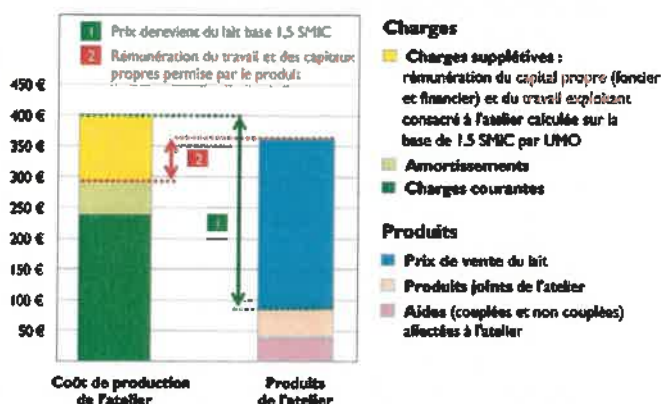 1 Prix derevient du lait base 1,5 SMIC
2 Rémunération du travail et des capitaux
propres permise par le produit
450 €
400 €
350 €
300 €
250 €
200 €
150 €
100 €
50 €
2
1
Coût de production
de l'atelier
Produits
de l'atelier
Charges
Charges supplétives :
rémunération du capital propre (foncier
et financier) et du travail exploitant
consacré à l'atelier calculée sur la
base de 1.5 SMIC par UMO
Amortissements
Charges courantes
Produits
Prix de vente du lait
Produits joints de l'atelier
Aides (couplées et non couplées)
affectées à l'atelier